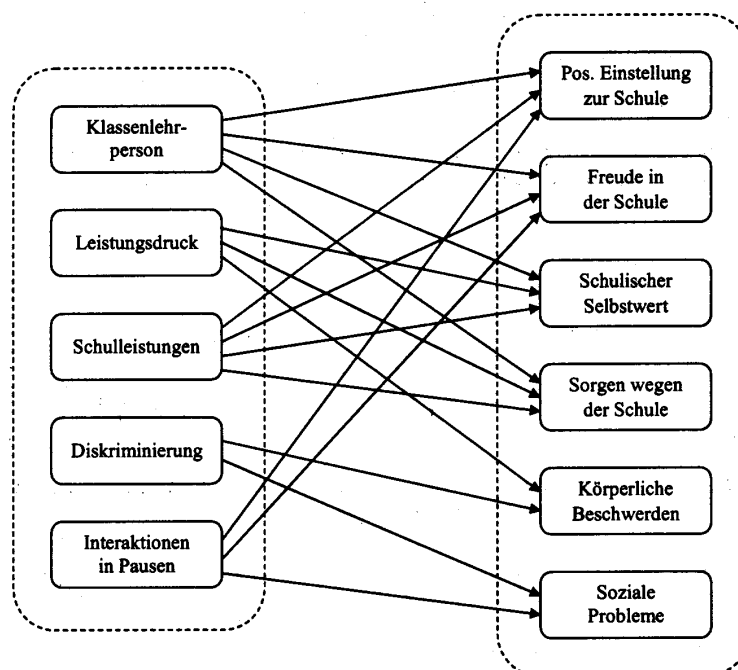 Klassenlehr-
person
Leistungsdruck
Schulleistungen
Diskriminierung
Interaktionen
in Pausen
Pos. Einstellung
zur Schule
Freude in
der Schule
Schulischer
Selbstwert
Sorgen wegen
der Schule
Körperliche
Beschwerden
Soziale
Probleme